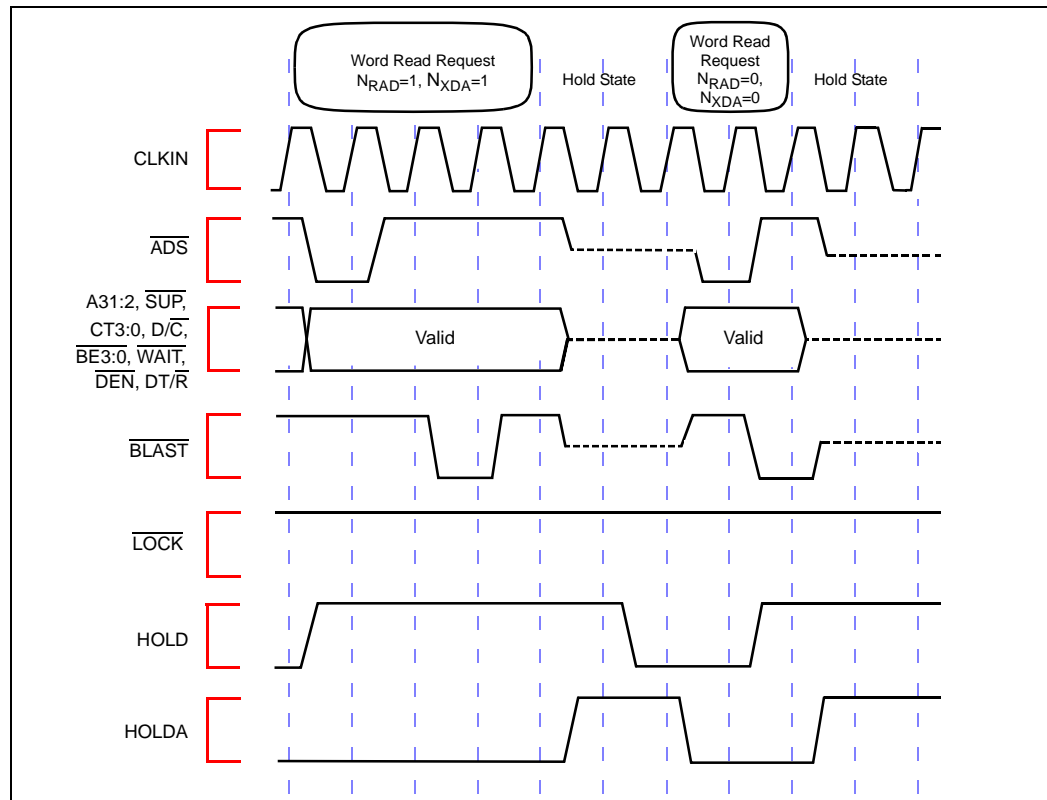 Word Read Request
NRAD=1, NXDA=1
Hold State
Word Read
Request
NRAD=0,
NXDA=0
Hold State
CLKIN
ADS
A31:2, SUP,
CT3:0, D/C,
BE3:0, WAIT,
DEN, DT/R
Valid
Valid
BLAST
LOCK
HOLD
HOLDA